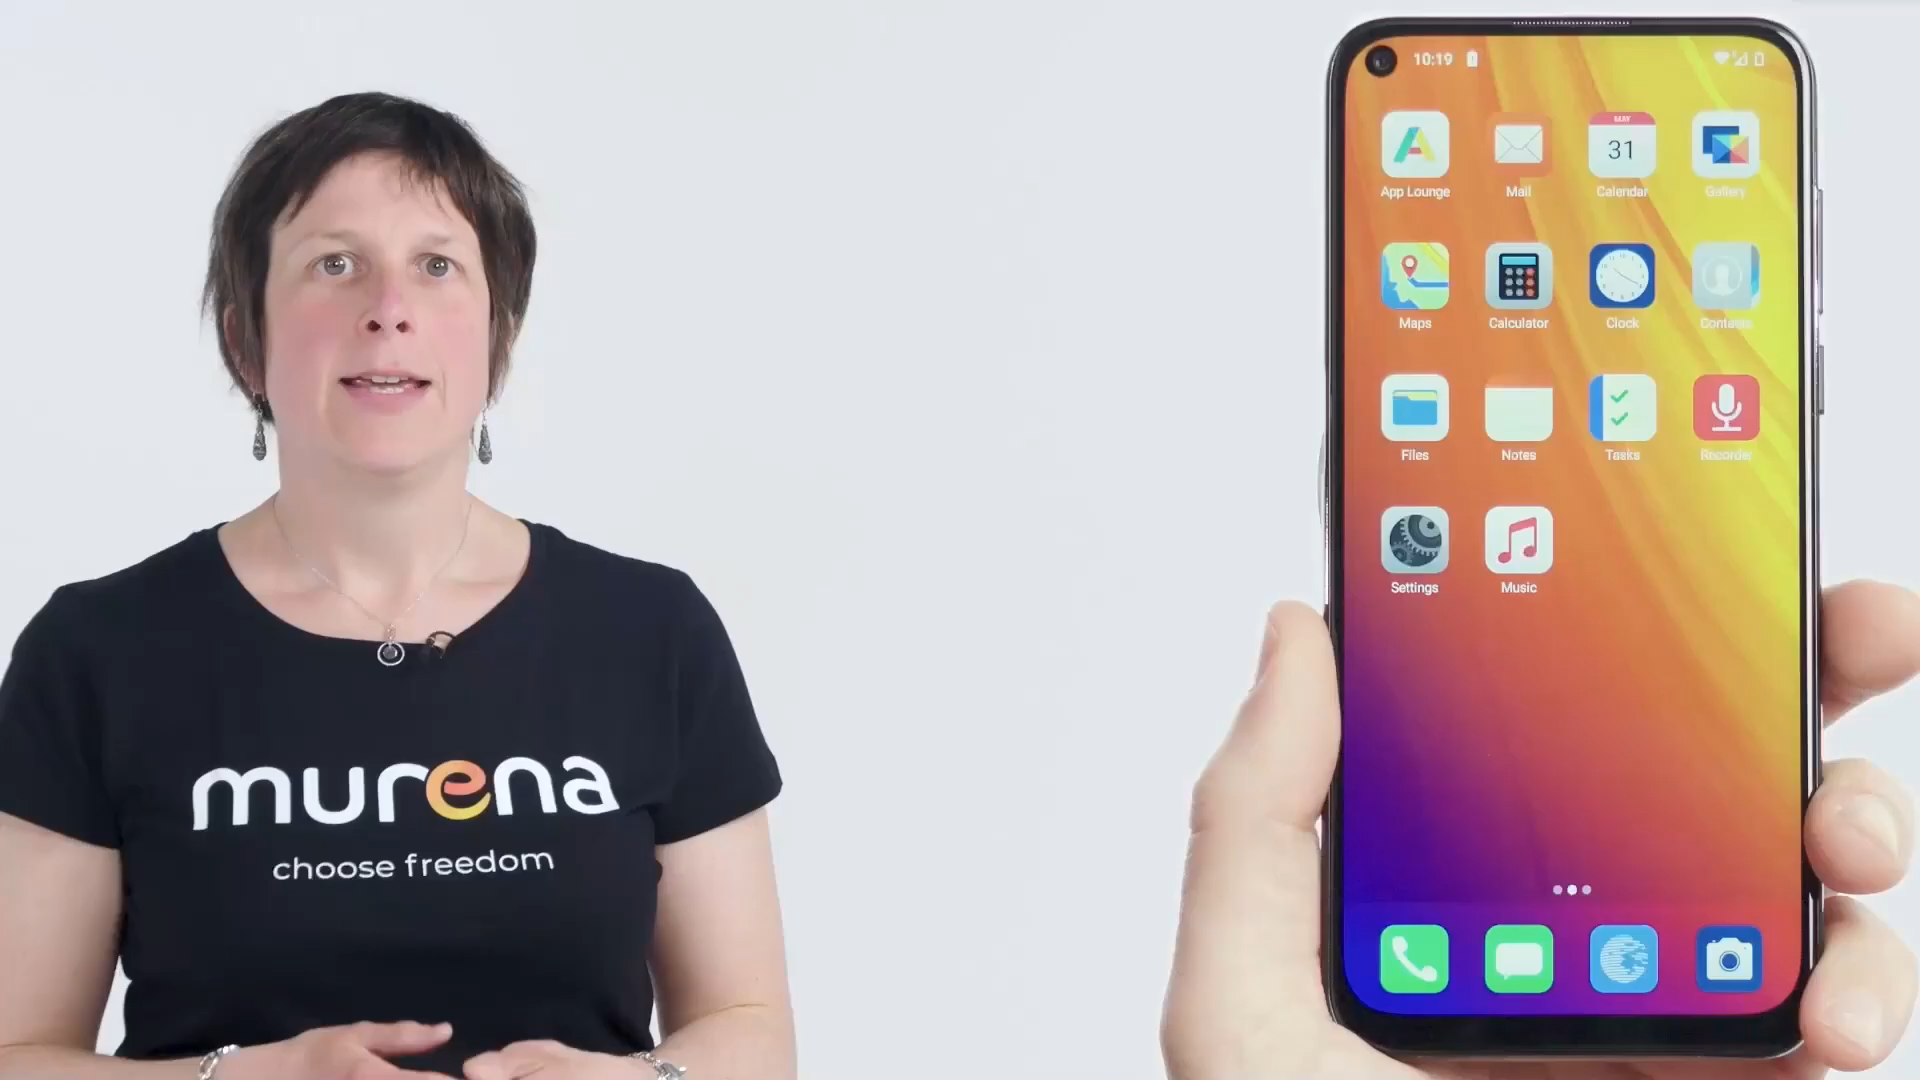 murena
choose freedom
10:19
App Lounge
Mail
MAY
31
Calendar
Gallery
Maps
Calculator
Clock
Contacts
Files
Notes
Tasks
Recorder
Settings
Music